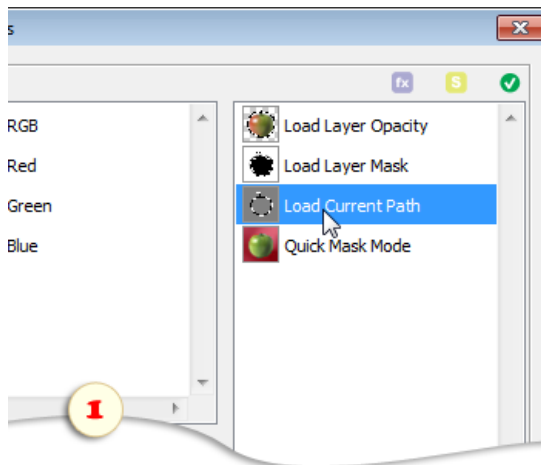 s
fx
S
RGB
Red
Green
Blue
Load Layer Opacity
Load Layer Mask
Load Current Path
Quick Mask Mode
1